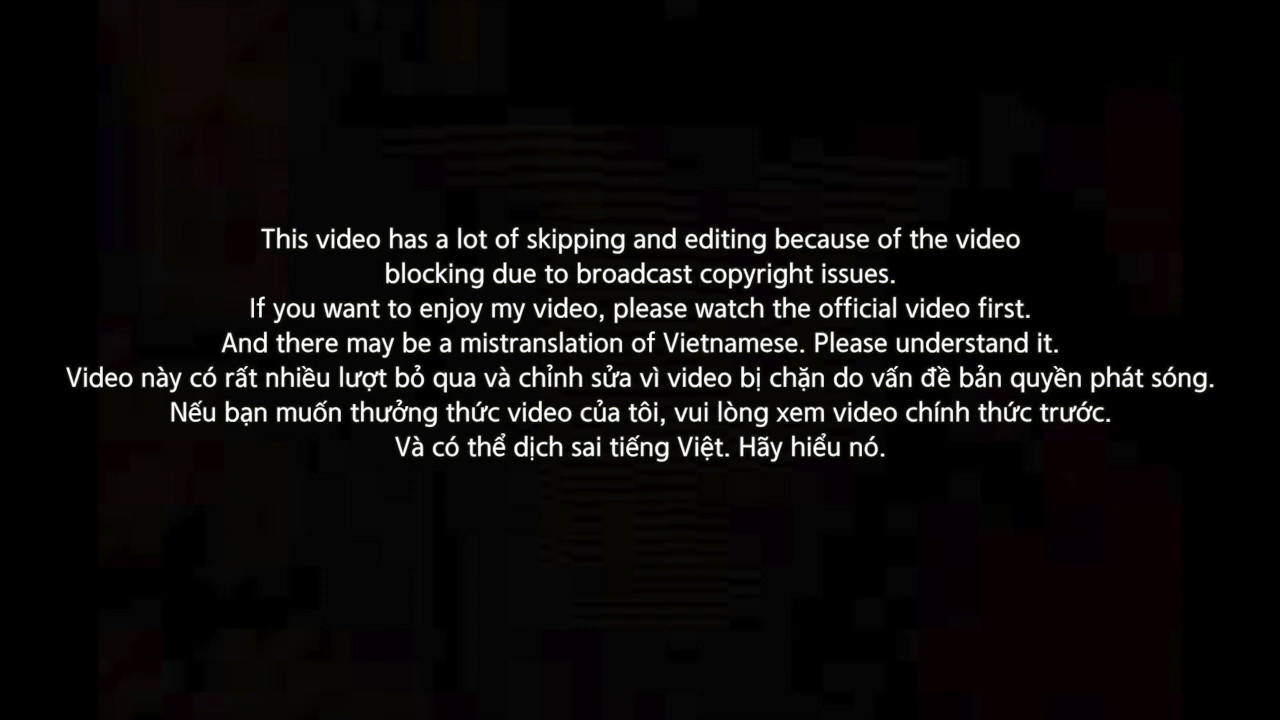 This video has a lot of skipping and editing because of the video
blocking due to broadcast copyright issues.
If you want to enjoy my video, please watch the official video first.
And there may be a mistranslation of Vietnamese. Please understand it.
Video này có rất nhiều lượt bỏ qua và chỉnh sửa vì video bị chặn do vấn đề bản quyền phát sóng.
Nếu bạn muốn thưởng thức video của tôi, vui lòng xem video chính thức trước.
Và có thể dịch sai tiếng Việt. Hãy hiểu nó.